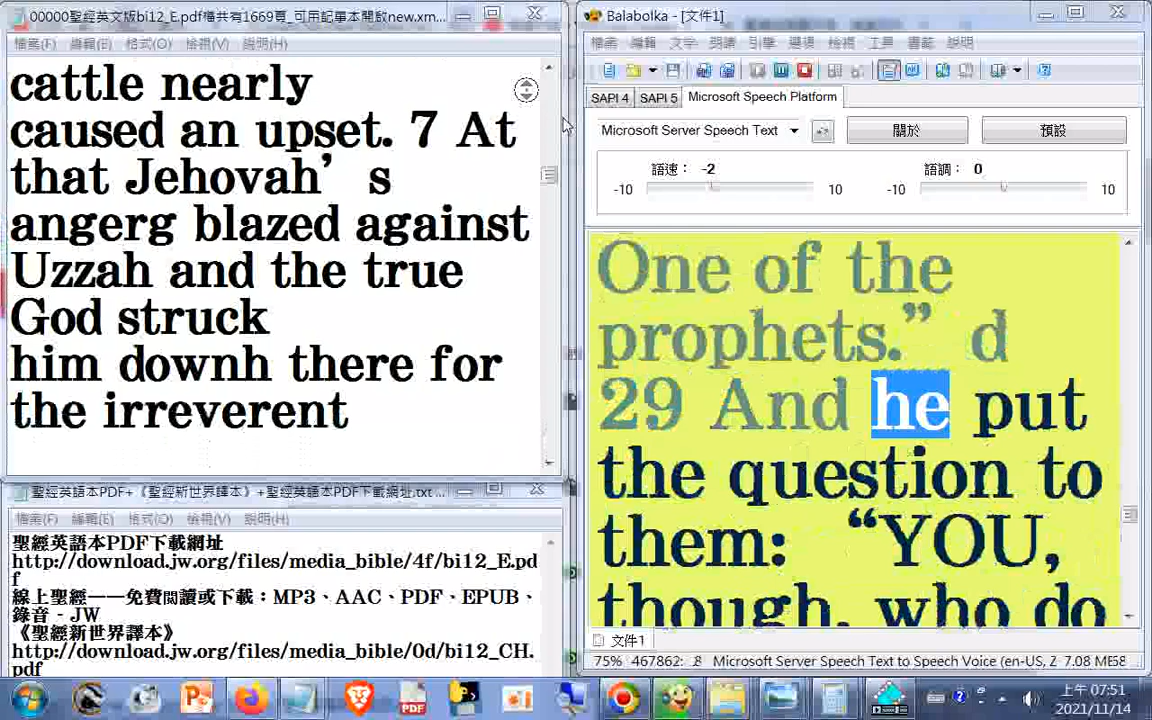 00000聖經英文版bi12_E.pdf檔共有1669頁_可用記事本開啟new.xm...
檔案(F) 編輯(E) 格式(O) 檢視(V) 說明(H)
cattle nearly
caused an upset. 7 At
that Jehovah’s
angerg blazed against
Uzzah and the true
God struck
him downh there for
the irreverent
聖經英語本PDF+《聖經新世界譯本》+聖經英語本PDF下載網址.txt ...
檔案(F) 編輯(E) 格式(O) 檢視(V) 說明(H)
聖經英語本PDF下載網址
http://download.jw.org/files/media_bible/4f/bi12_E.pd
f
線上聖經——免費閱讀或下載：MP3、AAC、PDF、EPUB、
錄音 - JW
《聖經新世界譯本》
http://download.jw.org/files/media_bible/0d/bi12_CH.
pdf
Balabolka - [文件1]
檔案 編輯 文字 朗讀 引擎 選項 檢視 工具 書籤 說明
SAPI 4 SAPI 5 Microsoft Speech Platform
Microsoft Server Speech Text 關於 預設
語速： -2 語調： 0
-10 10 -10 10
One of the
prophets.” d
29 And he put
the question to
them: “YOU,
though, who do
文件1
75% 467862: Microsoft Server Speech Text to Speech Voice (en-US, Z 7.08 ME
上午 07:51
2021/11/14